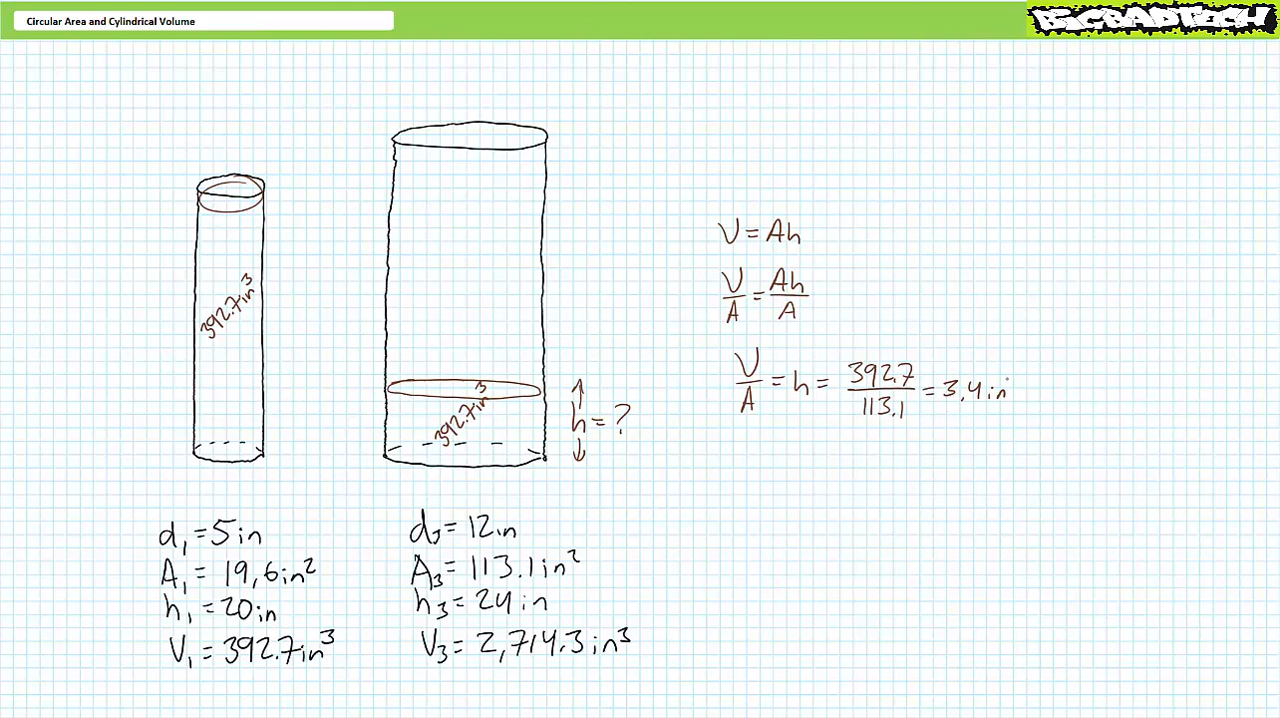 Circular Area and Cylindrical Volume
BIGBADTECH
392.7in³
392.7in³
h = ?
V = Ah
V/A = Ah/A
V/A = h = 392.7/113.1 = 3.4in
d₁ = 5in
A₁ = 19,6in²
h₁ = 20in
V₁ = 392.7in³
d₃ = 12in
A₃ = 113.1in²
h₃ = 24in
V₃ = 2,714.3in³